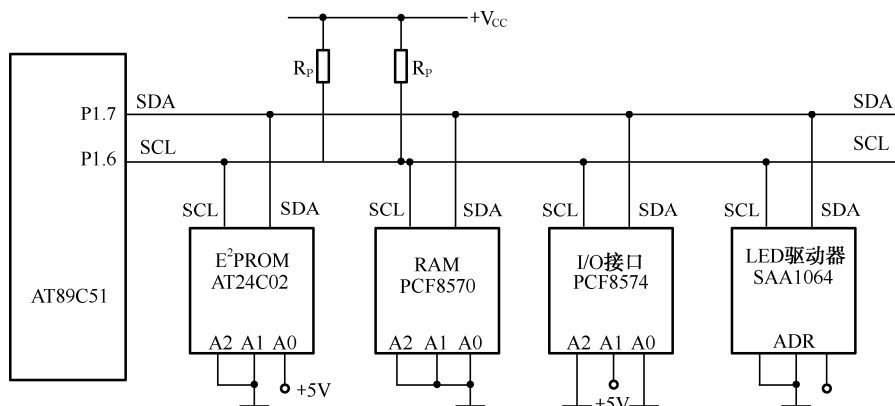 +VCC
RP RP
P1.7 SDA SDA
P1.6 SCL SCL
SCL SDA SCL SDA SCL SDA SCL SDA
E²PROM
AT24C02
RAM
PCF8570
I/O接口
PCF8574
LED驱动器
SAA1064
AT89C51
A2 A1 A0 A2 A1 A0 A2 A1 A0 ADR
+5V +5V